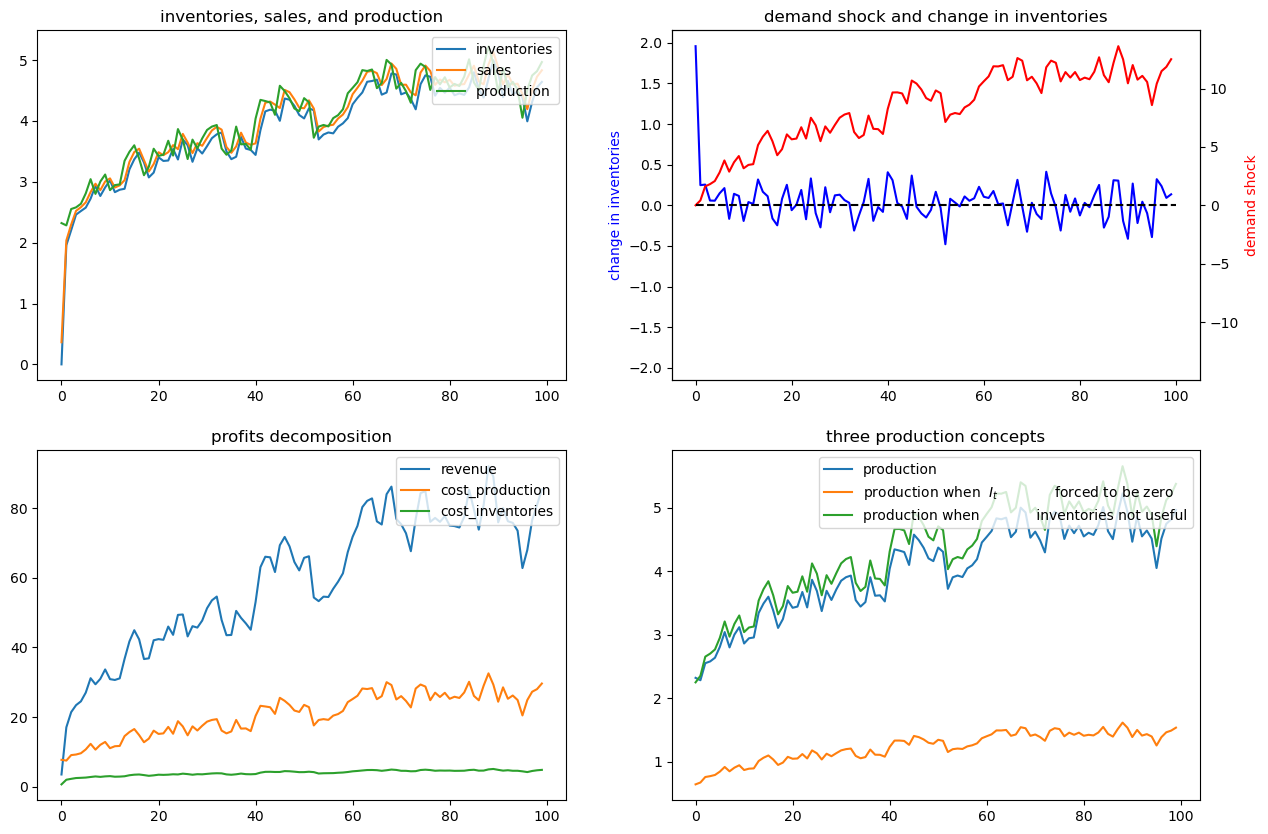 inventories, sales, and production
inventories
sales
production
5
4
3
2
1
0
0 20 40 60 80 100
demand shock and change in inventories
change in inventories
2.0
1.5
1.0
0.5
0.0
−0.5
−1.0
−1.5
−2.0
10
5
0
−5
−10
demand shock
0 20 40 60 80 100
profits decomposition
revenue
cost_production
cost_inventories
80
60
40
20
0
0 20 40 60 80 100
three production concepts
production
production when I_t forced to be zero
production when inventories not useful
5
4
3
2
1
0 20 40 60 80 100